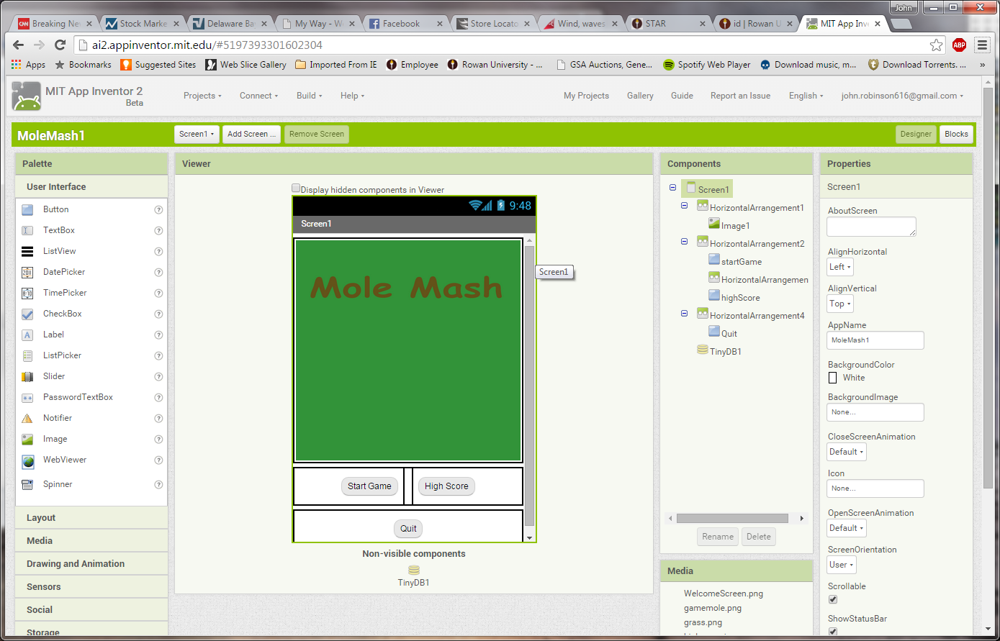 John
Breaking Ne
Stock Marke
Delaware Ba
My Way - W
Facebook
Store Locato
Wind, waves
STAR
id | Rowan U
MIT App Inv
ai2.appinventor.mit.edu/#5197393301602304
ABP
Apps
Bookmarks
Suggested Sites
Web Slice Gallery
Imported From IE
Employee
Rowan University - ...
GSA Auctions, Gene...
Spotify Web Player
Download music, m...
Download Torrents. ...
»
MIT App Inventor 2
Beta
Projects
Connect
Build
Help
My Projects
Gallery
Guide
Report an Issue
English
john.robinson616@gmail.com
MoleMash1
Screen1
Add Screen ...
Remove Screen
Designer
Blocks
Palette
User Interface
Button
TextBox
ListView
DatePicker
TimePicker
CheckBox
Label
ListPicker
Slider
PasswordTextBox
Notifier
Image
WebViewer
Spinner
Layout
Media
Drawing and Animation
Sensors
Social
Storage
Viewer
Display hidden components in Viewer
9:48
Screen1
Mole Mash
Screen1
Start Game
High Score
Quit
Non-visible components
TinyDB1
Components
Screen1
HorizontalArrangement1
Image1
HorizontalArrangement2
startGame
HorizontalArrangemen
highScore
HorizontalArrangement4
Quit
TinyDB1
Rename
Delete
Media
WelcomeScreen.png
gamemole.png
grass.png
Properties
Screen1
AboutScreen
AlignHorizontal
Left
AlignVertical
Top
AppName
MoleMash1
BackgroundColor
White
BackgroundImage
None...
CloseScreenAnimation
Default
Icon
None...
OpenScreenAnimation
Default
ScreenOrientation
User
Scrollable
ShowStatusBar